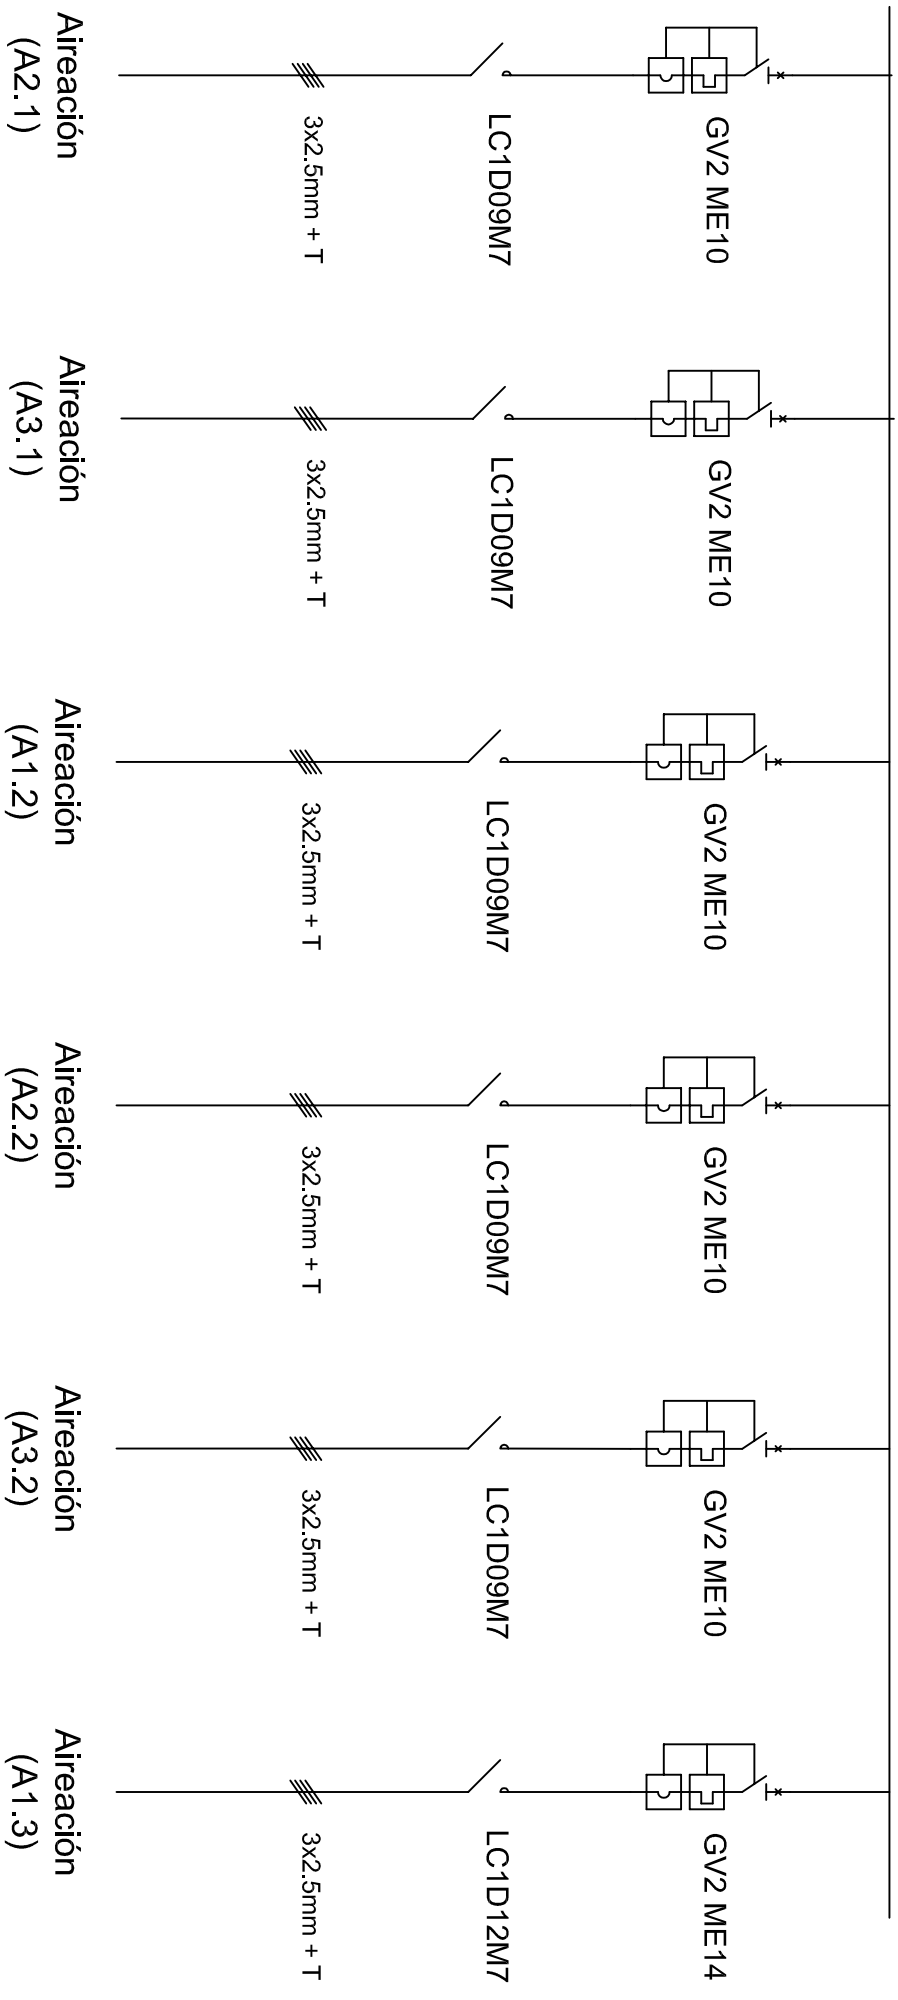 GV2 ME10
LC1D09M7
3x2.5mm + T
Aireación
(A2.1)
GV2 ME10
LC1D09M7
3x2.5mm + T
Aireación
(A3.1)
GV2 ME10
LC1D09M7
3x2.5mm + T
Aireación
(A1.2)
GV2 ME10
LC1D09M7
3x2.5mm + T
Aireación
(A2.2)
GV2 ME10
LC1D09M7
3x2.5mm + T
Aireación
(A3.2)
GV2 ME14
LC1D12M7
3x2.5mm + T
Aireación
(A1.3)